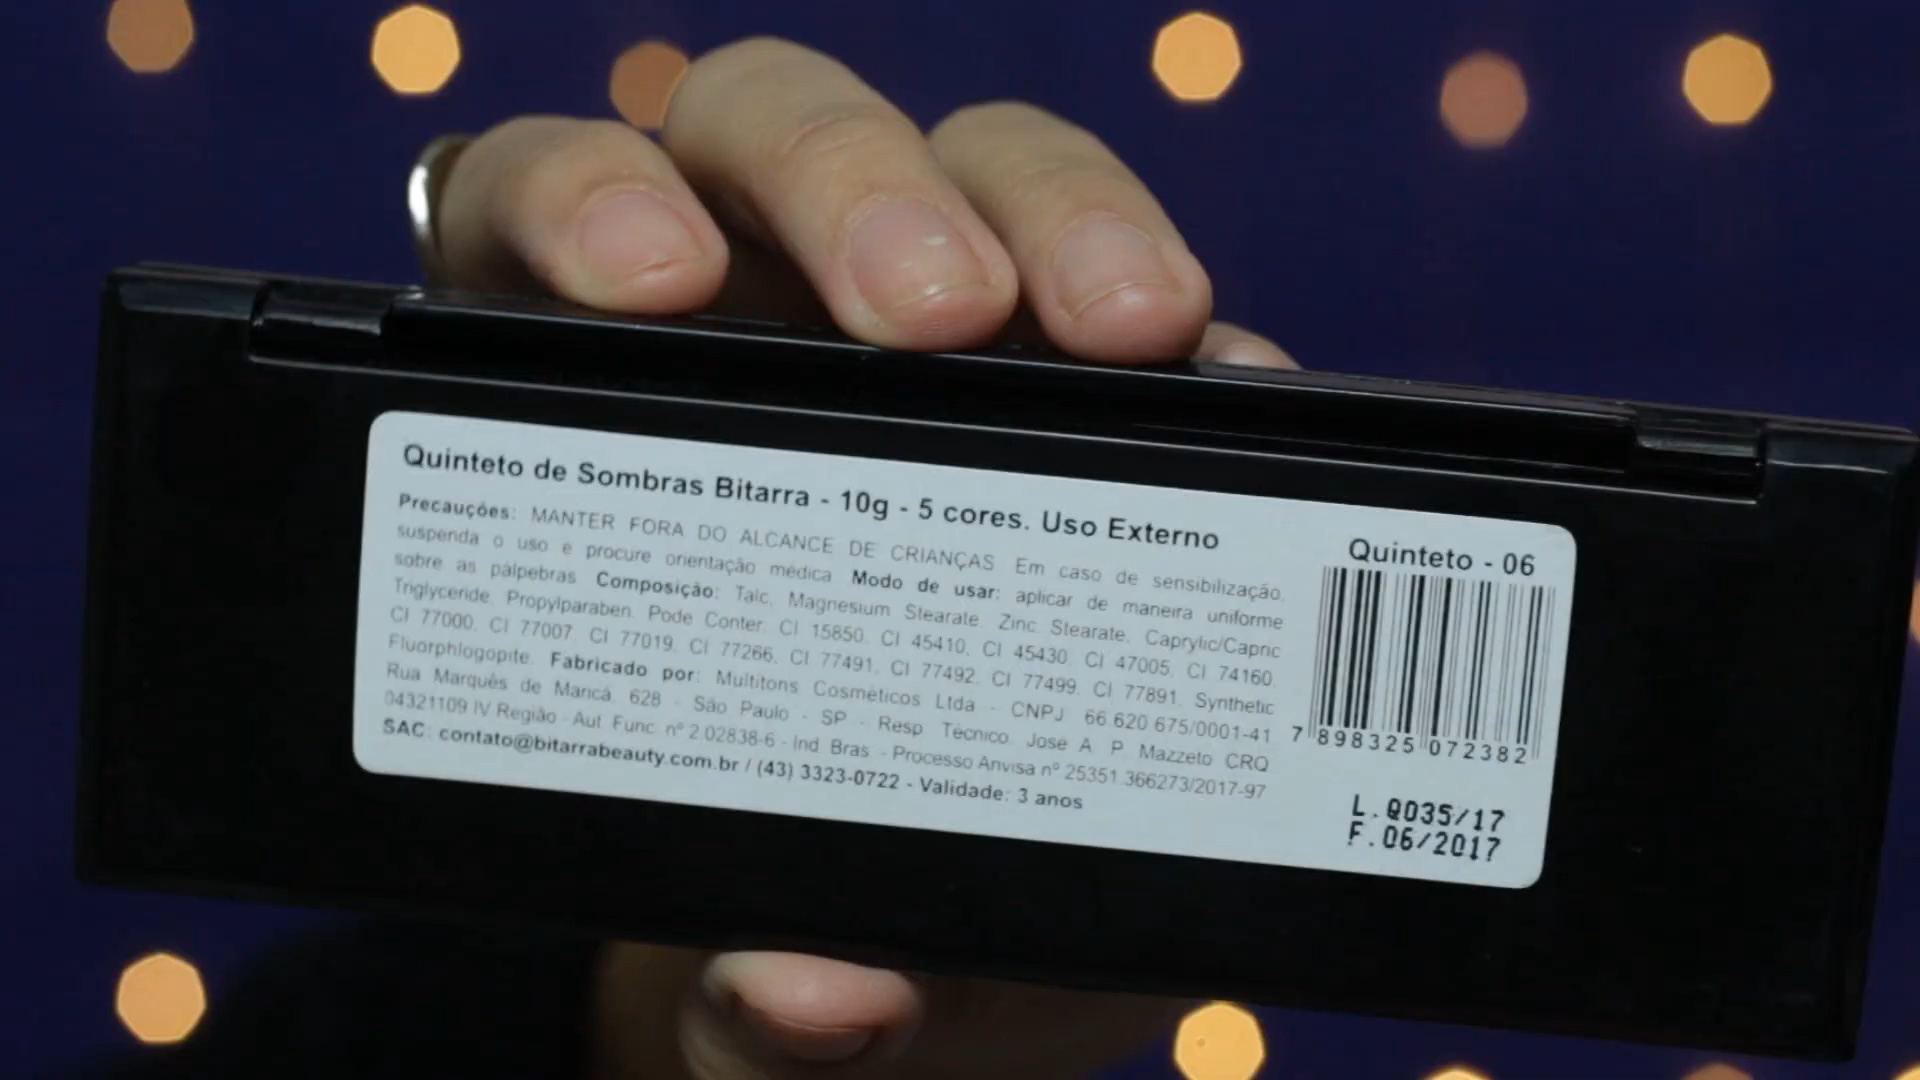 Quinteto de Sombras Bitarra - 10g - 5 cores. Uso Externo
Precauções: MANTER FORA DO ALCANCE DE CRIANÇAS Em caso de sensibilização,
suspenda o uso e procure orientação médica Modo de usar: aplicar de maneira uniforme
sobre as pálpebras Composição: Talc, Magnesium Stearate, Zinc Stearate, Caprylic/Capric
Triglyceride, Propylparaben. Pode Conter: CI 15850, CI 45410, CI 45430, CI 47005, CI 74160,
CI 77000, CI 77007, CI 77019, CI 77266, CI 77491, CI 77492, CI 77499, CI 77891, Synthetic
Fluorphlogopite. Fabricado por: Multitons Cosméticos Ltda - CNPJ 66.620.675/0001-41
Rua Marquês de Maricá, 628 - São Paulo - SP - Resp. Técnico. José A. P. Mazzeto CRQ
04321109 IV Região - Aut. Func. nº 2.02838-6 - Ind. Bras. - Processo Anvisa nº 25351.366273/2017-97
SAC: contato@bitarrabeauty.com.br / (43) 3323-0722 - Validade: 3 anos
Quinteto - 06
7 898325 072382
L.Q035/17
F.06/2017